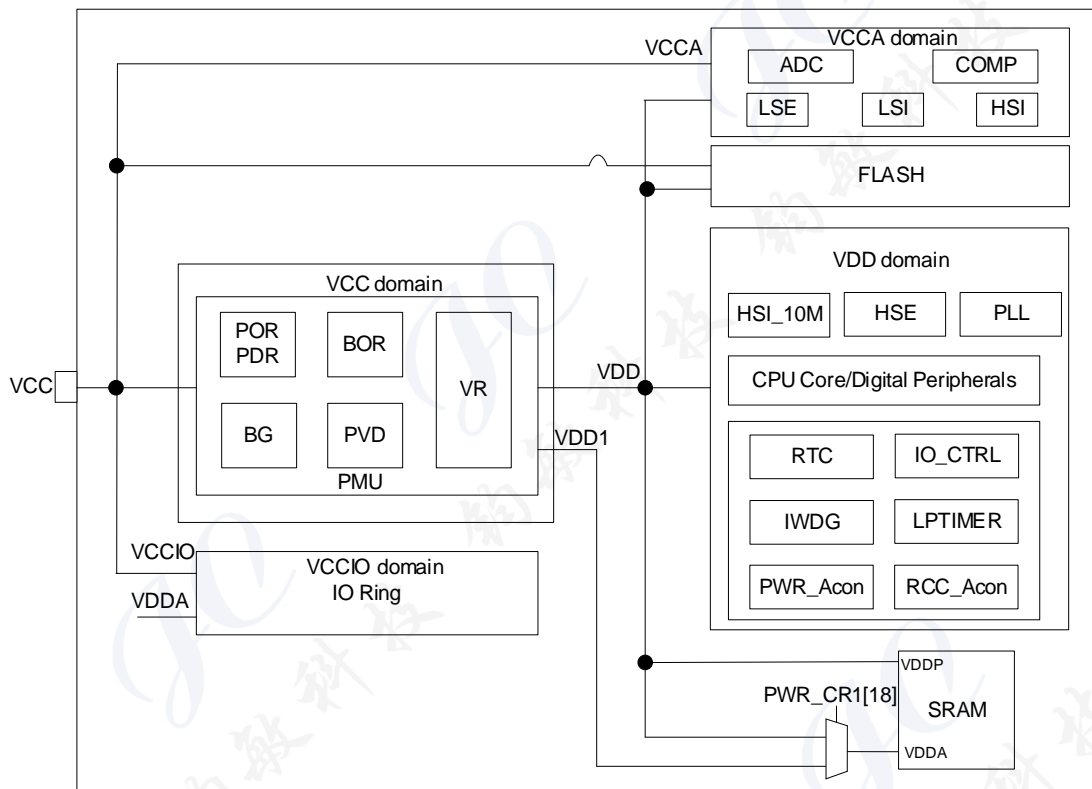 VCCA domain
VCCA
ADC
COMP
LSE
LSI
HSI
FLASH
VDD domain
HSI_10M
HSE
PLL
CPU Core/Digital Peripherals
RTC
IO_CTRL
IWDG
LPTIMER
PWR_Acon
RCC_Acon
VCC domain
POR
PDR
BOR
VR
BG
PVD
PMU
VCC
VDD
VDD1
VCCIO
VDDA
VCCIO domain
IO Ring
PWR_CR1[18]
VDDP
SRAM
VDDA